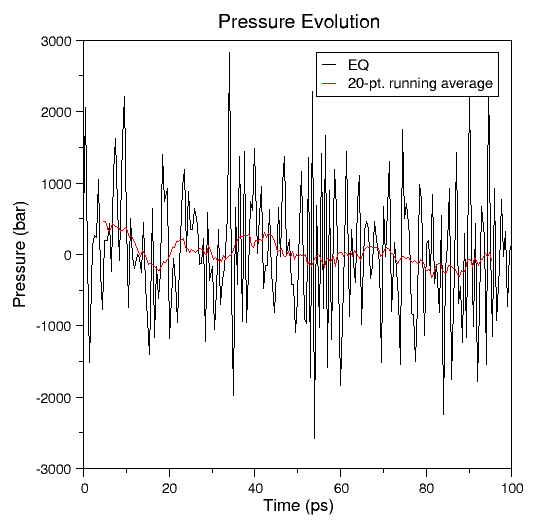 Pressure Evolution
EQ
20-pt. running average
3000
2000
1000
0
-1000
-2000
-3000
Pressure (bar)
0 20 40 60 80 100
Time (ps)